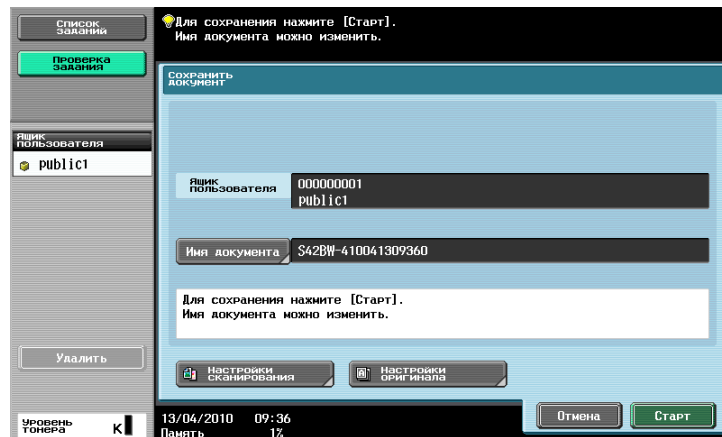 Список
заданий
Проверка
задания
Для сохранения нажмите [Старт].
Имя документа можно изменить.
Сохранить
документ
Ящик
пользователя
public1
Ящик
пользователя
000000001
public1
Имя документа
S42BW-410041309360
Для сохранения нажмите [Старт].
Имя документа можно изменить.
Удалить
Настройки
сканирования
Настройки
оригинала
Уровень
тонера
K
13/04/2010 09:36
Память 1%
Отмена
Старт